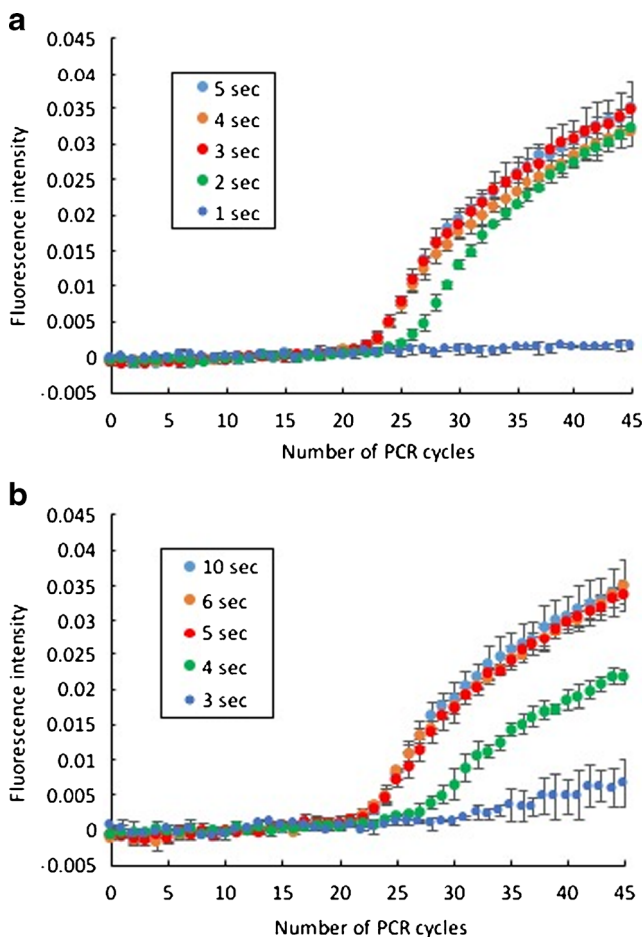 a
0.045
0.04
0.035
0.03
0.025
0.02
0.015
0.01
0.005
0
-0.005
Fluorescence intensity
5 sec
4 sec
3 sec
2 sec
1 sec
0 5 10 15 20 25 30 35 40 45
Number of PCR cycles
b
0.045
0.04
0.035
0.03
0.025
0.02
0.015
0.01
0.005
0
-0.005
Fluorescence intensity
10 sec
6 sec
5 sec
4 sec
3 sec
0 5 10 15 20 25 30 35 40 45
Number of PCR cycles